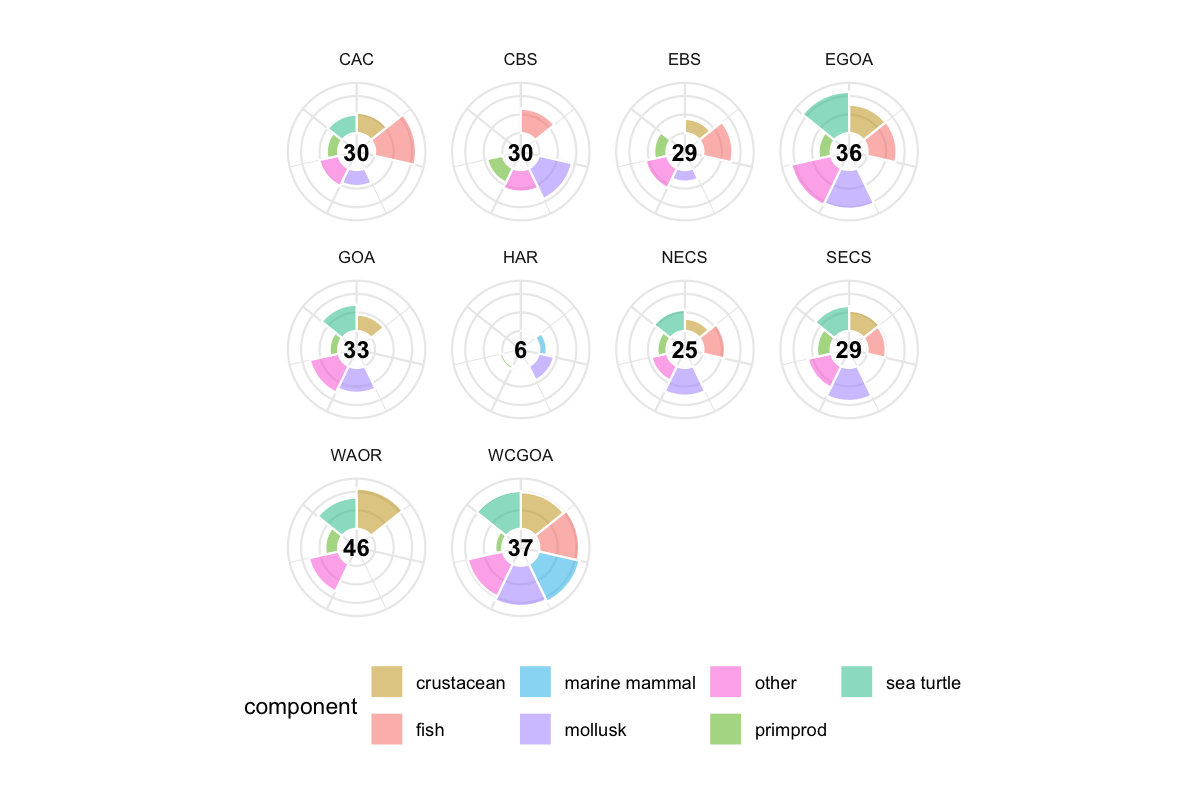 CAC CBS EBS EGOA
30 30 29 36
GOA HAR NECS SECS
33 6 25 29
WAOR WCGOA
46 37
component
crustacean marine mammal other sea turtle
fish mollusk primprod